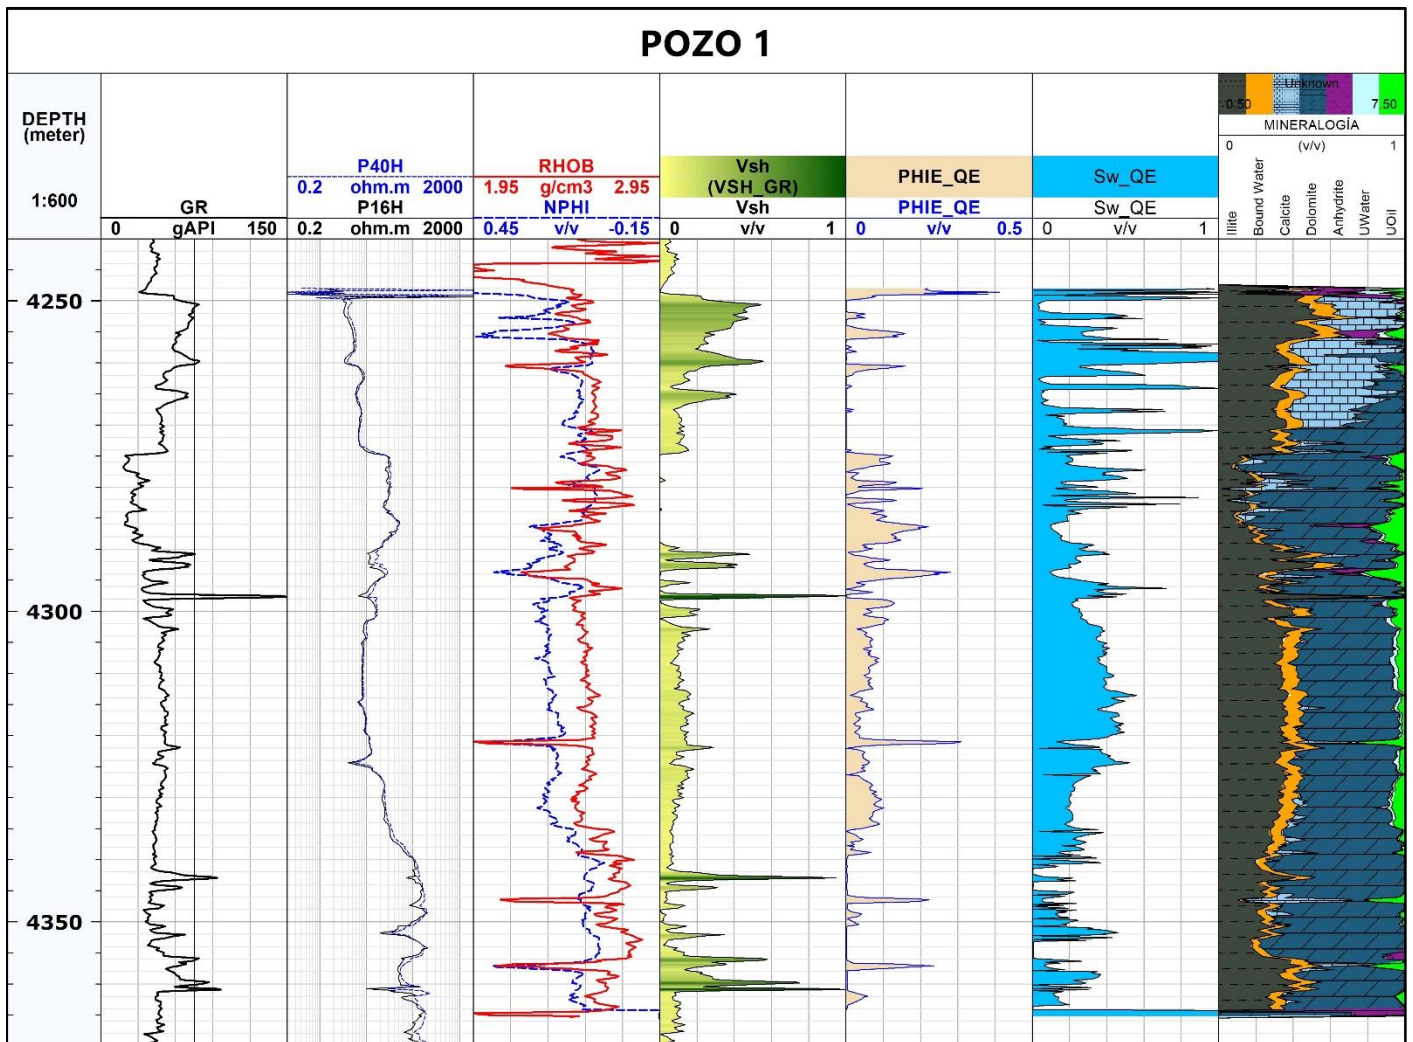 POZO 1
DEPTH
(meter)
1:600
GR
0 gAPI 150
P40H
0.2 ohm.m 2000
P16H
0.2 ohm.m 2000
RHOB
1.95 g/cm3 2.95
NPHI
0.45 v/v -0.15
Vsh
(VSH_GR)
Vsh
0 v/v 1
PHIE_QE
PHIE_QE
0 v/v 0.5
Sw_QE
Sw_QE
0 v/v 1
Unknown
-0.50 7.50
MINERALOGÍA
0 (v/v) 1
Illite
Bound Water
Calcite
Dolomite
Anhydrite
UWater
UOil
4250
4300
4350